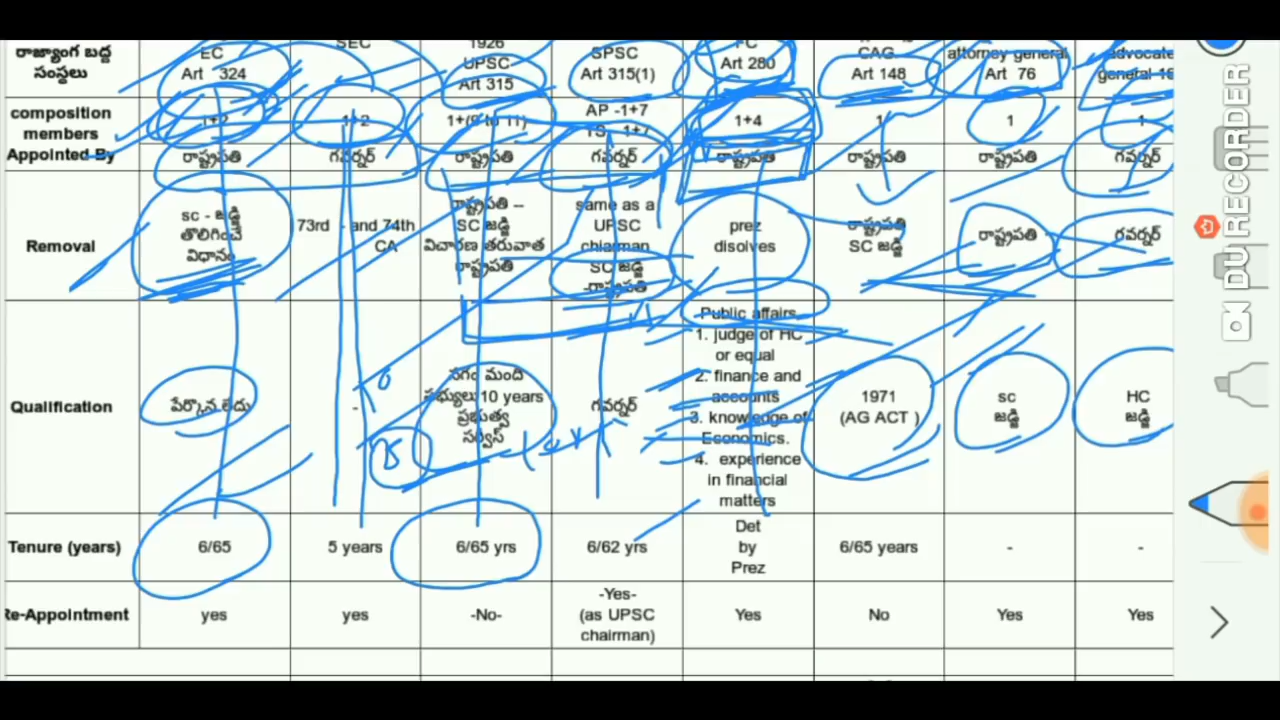 రాజ్యాంగ బద్ద
సంస్థలు
EC
Art 324
SEC
1926
UPSC
Art 315
SPSC
Art 315(1)
FC
Art 280
CAG
Art 148
attorney general
Art 76
advocate
general
composition
members
1+2
1+2
1+(9 to 11)
AP -1+7
TS - 1+7
1+4
1
1
1
Appointed By
రాష్ట్రపతి
గవర్నర్
రాష్ట్రపతి
గవర్నర్
రాష్ట్రపతి
రాష్ట్రపతి
రాష్ట్రపతి
గవర్నర్
Removal
sc - జడ్జిని
తొలగించే
విధానం
73rd - and 74th
CA
రాష్ట్రపతి --
SC జడ్జి
విచారణ తరువాత
రాష్ట్రపతి
same as a
UPSC
chiarman
SC జడ్జి
-రాష్ట్రపతి
prez
disolves
రాష్ట్రపతి
SC జడ్జి
రాష్ట్రపతి
గవర్నర్
Qualification
పేర్కొన లేదు
-
సగం మంది
సభ్యులు 10 years
ప్రభుత్వ
సర్వీస్
గవర్నర్
Public affairs
1. judge of HC
or equal
2. finance and
accounts
3. knowledge of
Economics.
4. experience
in financial
matters
1971
(AG ACT )
sc
జడ్జి
HC
జడ్జి
Tenure (years)
6/65
5 years
6/65 yrs
6/62 yrs
Det
by
Prez
6/65 years
-
-
Re-Appointment
yes
yes
-No-
-Yes-
(as UPSC
chairman)
Yes
No
Yes
Yes
DU RECORDER